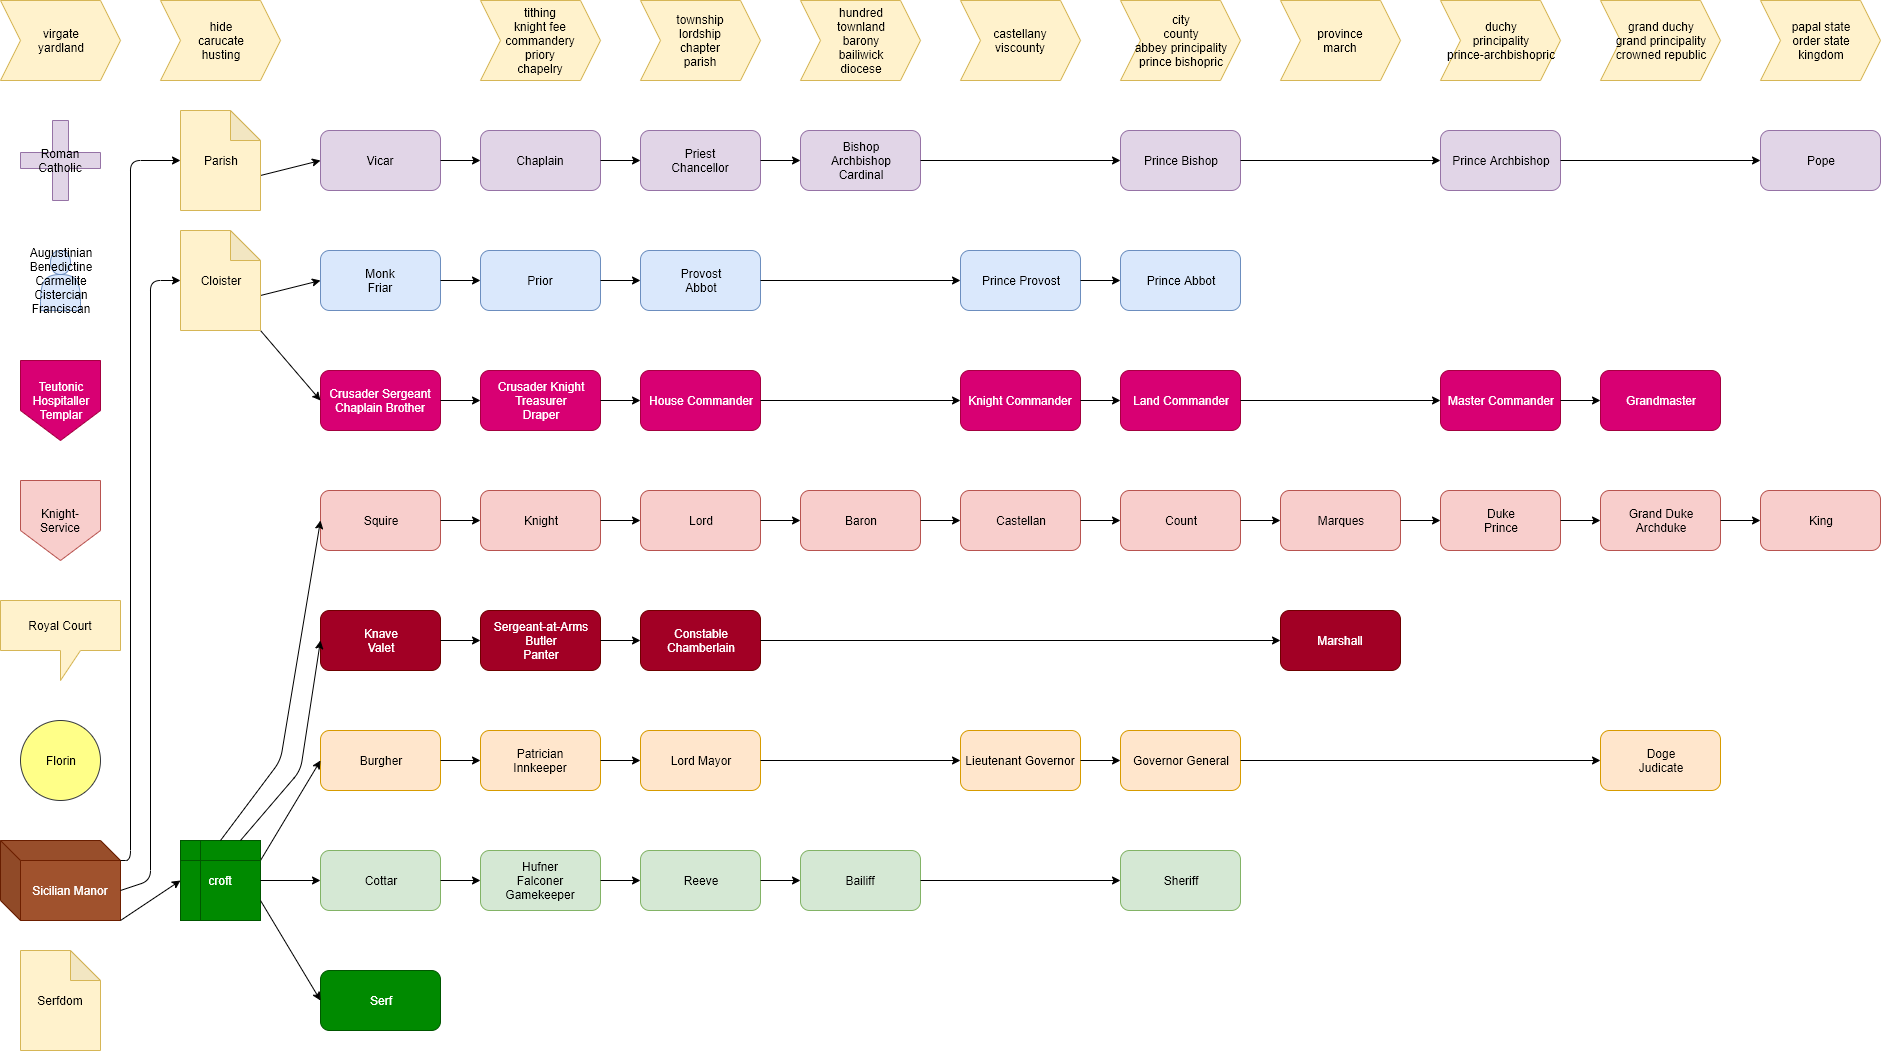 virgate
yardland
hide
carucate
husting
tithing
knight fee
commandery
priory
chapelry
township
lordship
chapter
parish
hundred
townland
barony
bailiwick
diocese
castellany
viscounty
city
county
abbey principality
prince bishopric
province
march
duchy
principality
prince-archbishopric
grand duchy
grand principality
crowned republic
papal state
order state
kingdom
Roman
Catholic
Parish
Vicar
Chaplain
Priest
Chancellor
Bishop
Archbishop
Cardinal
Prince Bishop
Prince Archbishop
Pope
Augustinian
Benedictine
Carmelite
Cistercian
Franciscan
Cloister
Monk
Friar
Prior
Provost
Abbot
Prince Provost
Prince Abbot
Teutonic
Hospitaller
Templar
Crusader Sergeant
Chaplain Brother
Crusader Knight
Treasurer
Draper
House Commander
Knight Commander
Land Commander
Master Commander
Grandmaster
Knight-
Service
Squire
Knight
Lord
Baron
Castellan
Count
Marques
Duke
Prince
Grand Duke
Archduke
King
Royal Court
Knave
Valet
Sergeant-at-Arms
Butler
Panter
Constable
Chamberlain
Marshall
Florin
Burgher
Patrician
Innkeeper
Lord Mayor
Lieutenant Governor
Governor General
Doge
Judicate
Sicilian Manor
croft
Cottar
Hufner
Falconer
Gamekeeper
Reeve
Bailiff
Sheriff
Serfdom
Serf